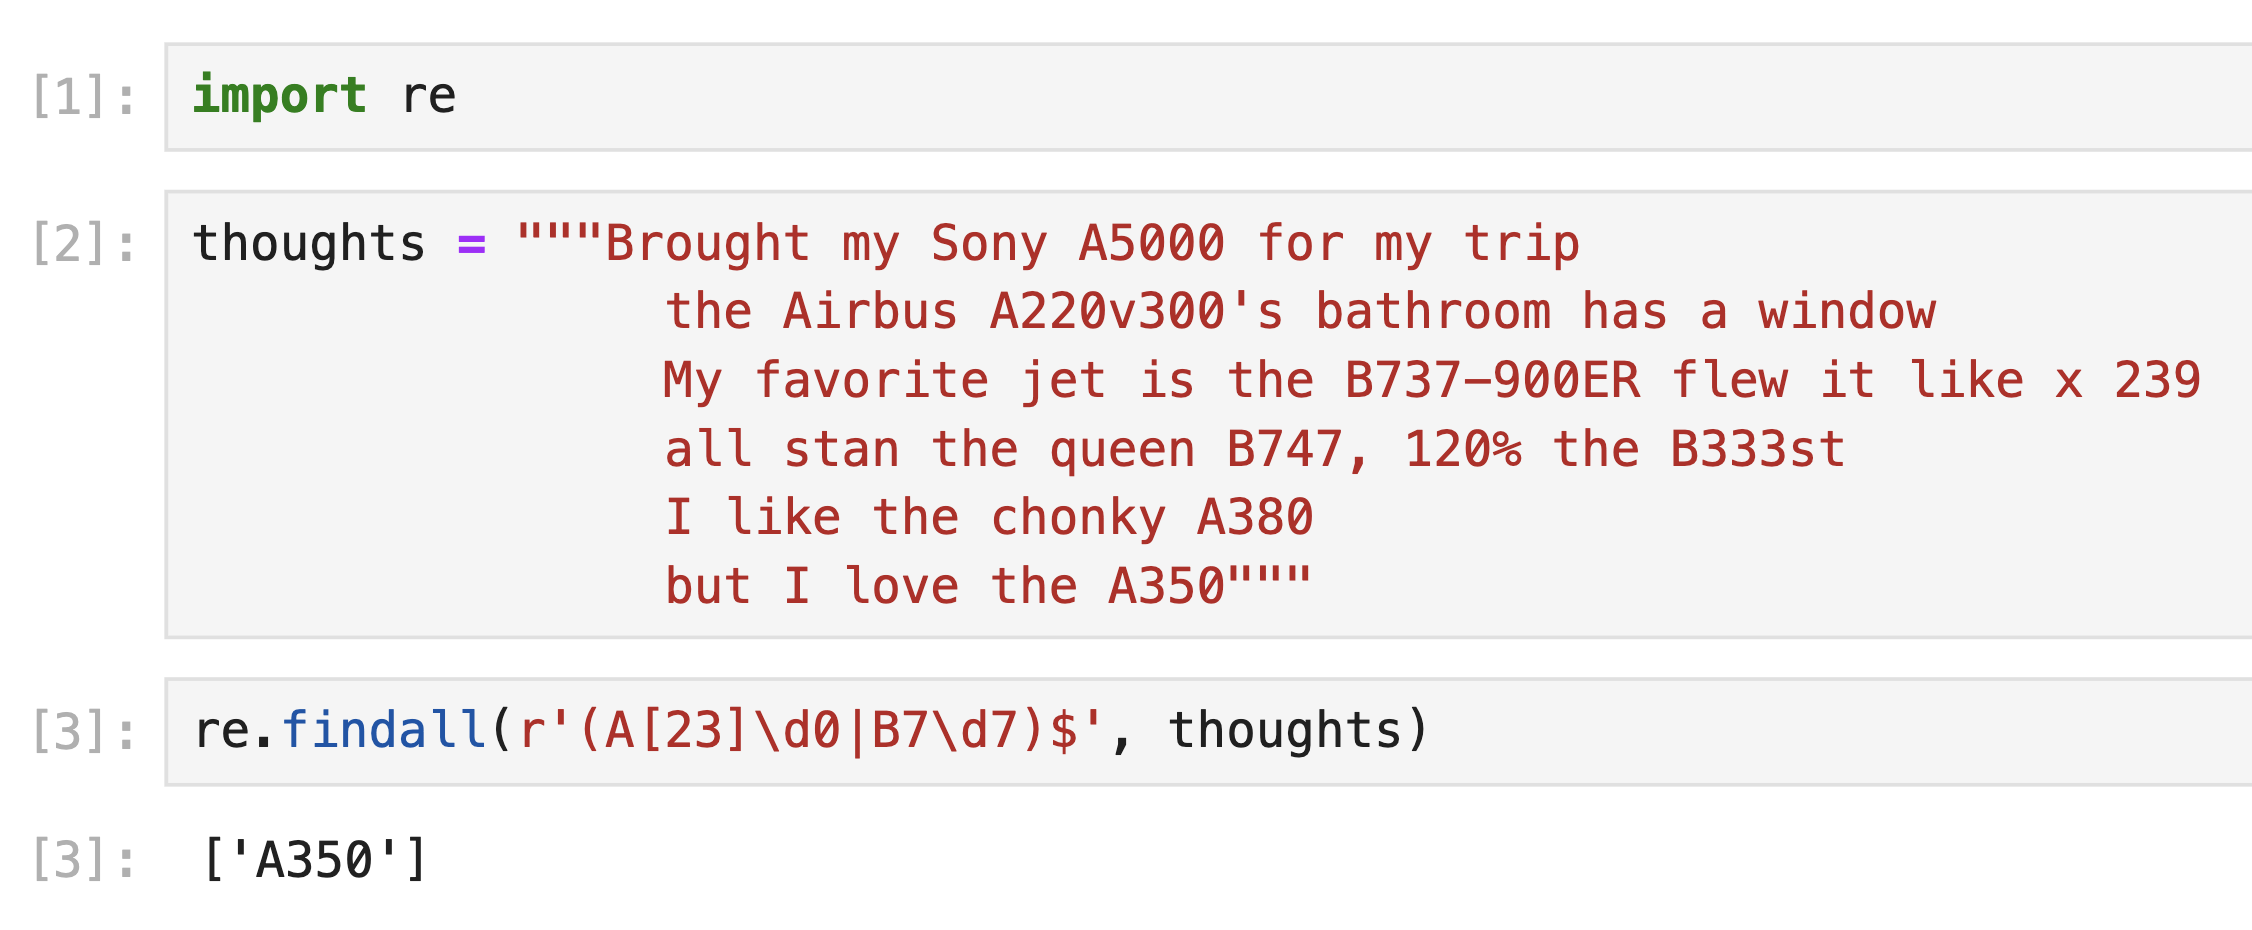 [1]: import re
[2]: thoughts = """Brought my Sony A5000 for my trip
the Airbus A220v300's bathroom has a window
My favorite jet is the B737-900ER flew it like x 239
all stan the queen B747, 120% the B333st
I like the chonky A380
but I love the A350"""
[3]: re.findall(r'(A[23]\d0|B7\d7)$', thoughts)
[3]: ['A350']